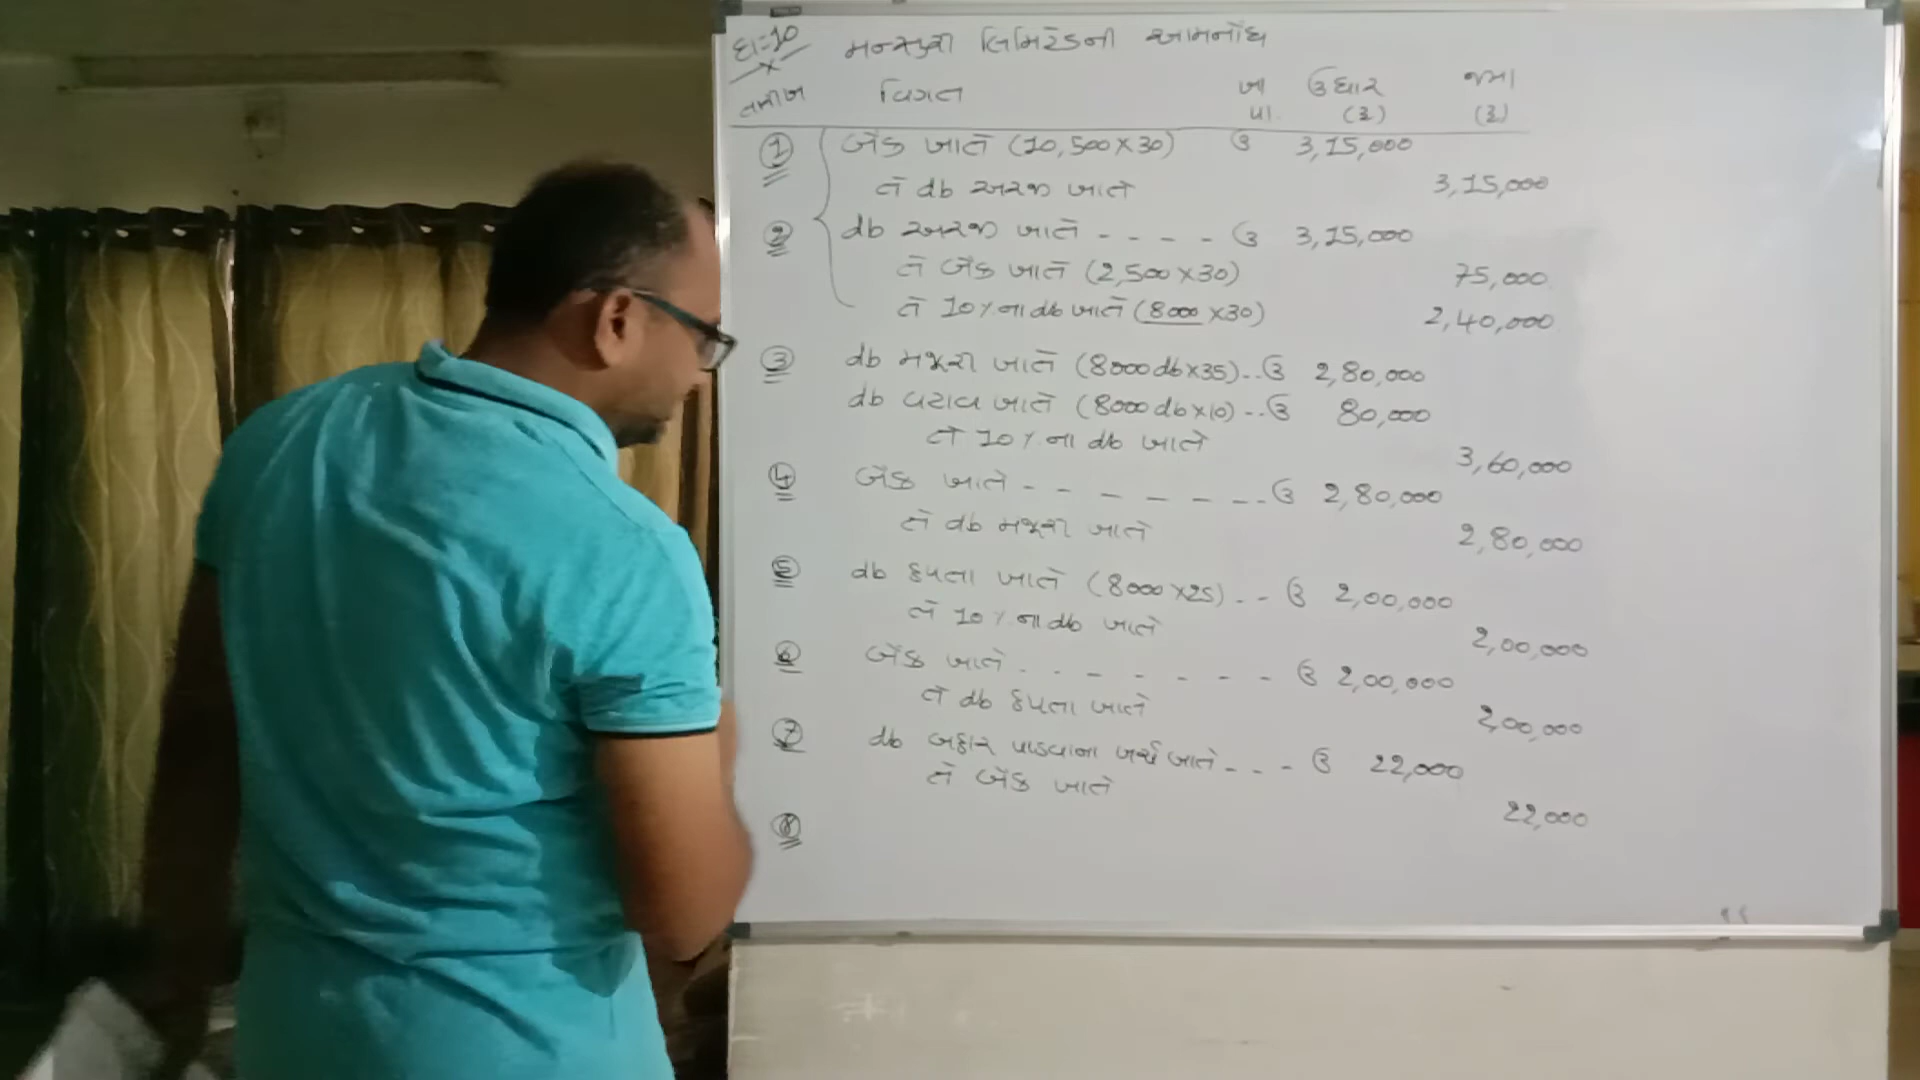 દા=10 મન્સુરી લિમિટેડની આમનોંધ
તારીખ વિગત ખા પા. ઉધાર (રૂ) જમા (રૂ)
① બેંક ખાતે (10,500×30) ઉ 3,15,000
તે db અરજી ખાતે 3,15,000
② db અરજી ખાતે - - - - ઉ 3,15,000
તે બેંક ખાતે (2,500×30) 75,000
તે 10%ના db ખાતે (8000×30) 2,40,000
③ db મંજૂરી ખાતે (8000db×35)..ઉ 2,80,000
db વટાવ ખાતે (8000db×10)--ઉ 80,000
તે 10%ના db ખાતે 3,60,000
④ બેંક ખાતે - - - - - - -. ઉ 2,80,000
તે db મંજૂરી ખાતે 2,80,000
⑤ db હપતા ખાતે (8000×25).-- ઉ 2,00,000
તે 10%ના db ખાતે 2,00,000
⑥ બેંક ખાતે. - - - - - - ઉ 2,00,000
તે db હપતા ખાતે 2,00,000
⑦ db બહાર પાડવાના ખર્ચ ખાતે - - - ઉ 22,000
તે બેંક ખાતે 22,000
⑧